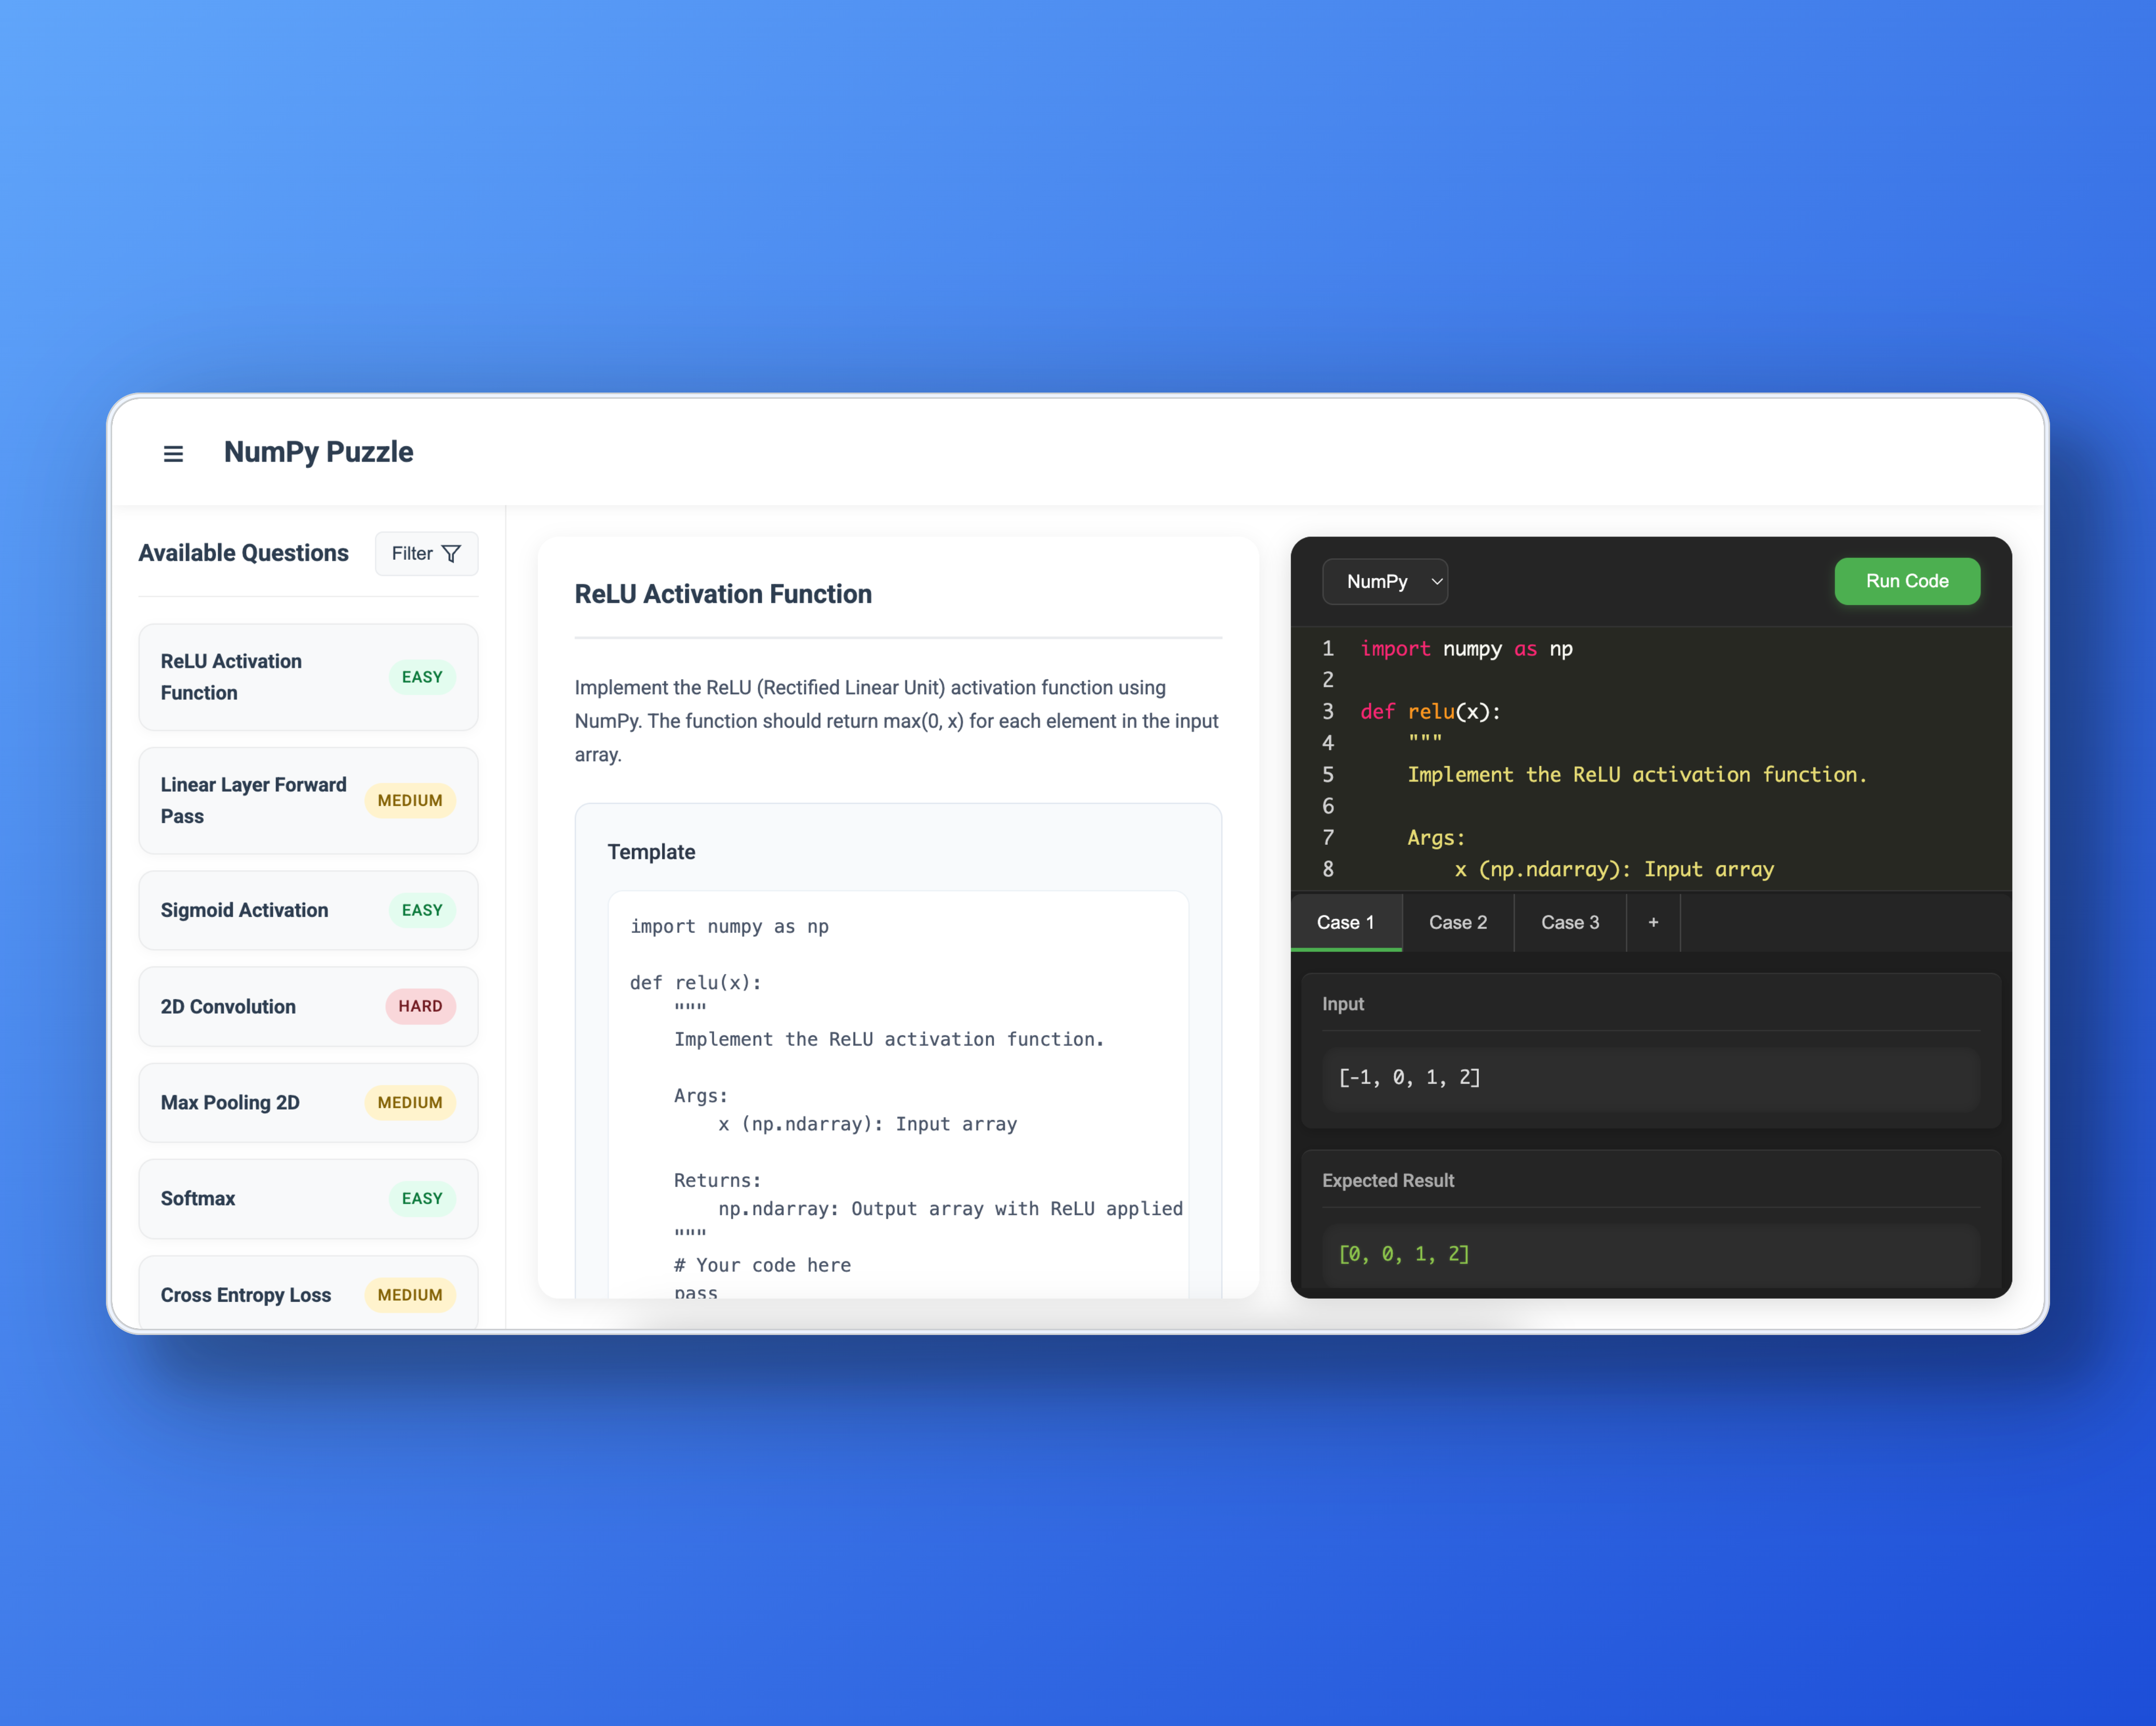 NumPy Puzzle
Available Questions
Filter
ReLU Activation
Function
EASY
Linear Layer Forward
Pass
MEDIUM
Sigmoid Activation
EASY
2D Convolution
HARD
Max Pooling 2D
MEDIUM
Softmax
EASY
Cross Entropy Loss
MEDIUM
ReLU Activation Function
Implement the ReLU (Rectified Linear Unit) activation function using
NumPy. The function should return max(0, x) for each element in the input
array.
Template
import numpy as np
def relu(x):
"""
Implement the ReLU activation function.
Args:
x (np.ndarray): Input array
Returns:
np.ndarray: Output array with ReLU applied
"""
# Your code here
pass
NumPy
Run Code
1 import numpy as np
2
3 def relu(x):
4 """
5 Implement the ReLU activation function.
6
7 Args:
8 x (np.ndarray): Input array
Case 1 Case 2 Case 3 +
Input
[-1, 0, 1, 2]
Expected Result
[0, 0, 1, 2]